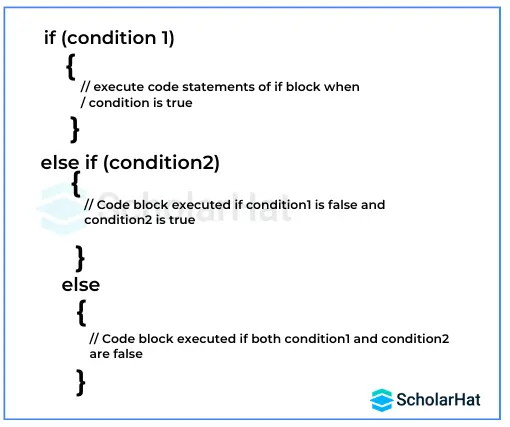 if (condition 1)
{
// execute code statements of if block when
/ condition is true
}
else if (condition2)
{
// Code block executed if condition1 is false and
condition2 is true
ScholarHat
}
else
{
// Code block executed if both condition1 and condition2
are false
}
ScholarHat